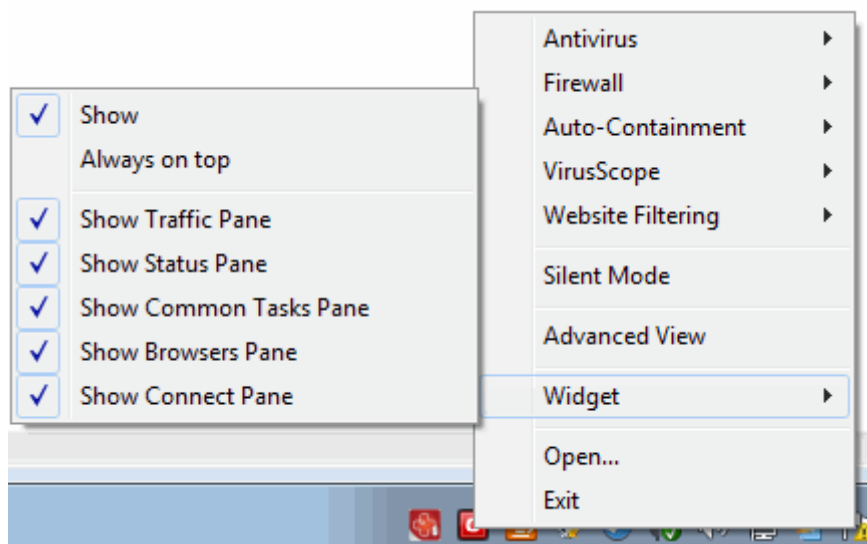 Antivirus
Firewall
Auto-Containment
VirusScope
Website Filtering
Silent Mode
Advanced View
Widget
Open...
Exit
Show
Always on top
Show Traffic Pane
Show Status Pane
Show Common Tasks Pane
Show Browsers Pane
Show Connect Pane